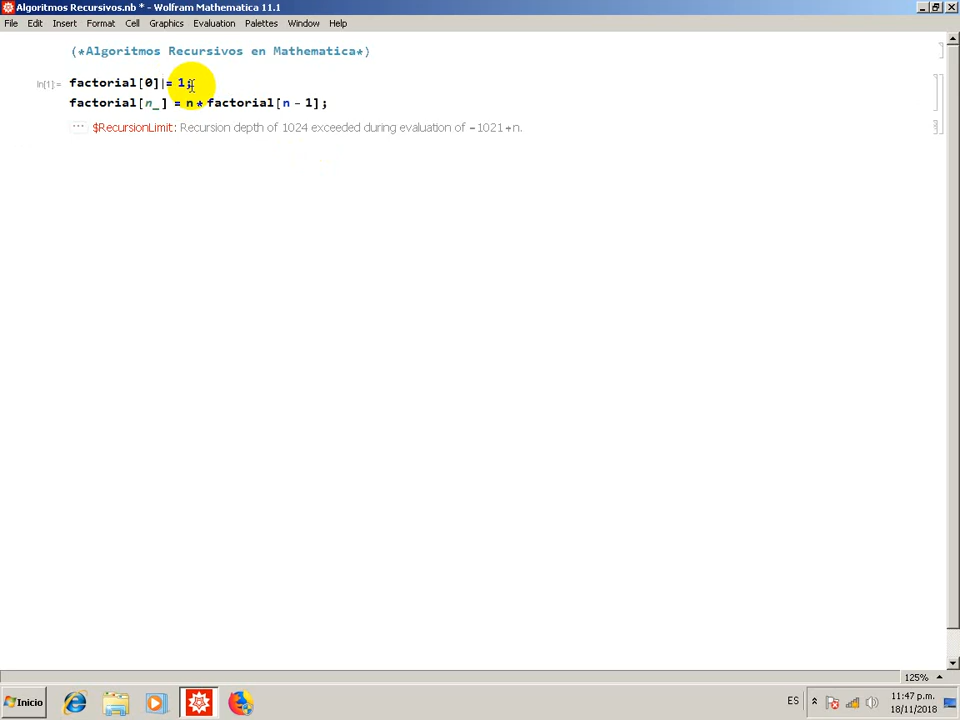 Algoritmos Recursivos.nb * - Wolfram Mathematica 11.1
File Edit Insert Format Cell Graphics Evaluation Palettes Window Help
(*Algoritmos Recursivos en Mathematica*)
In[1]:= factorial[0] = 1;
factorial[n_] = n * factorial[n - 1];
$RecursionLimit: Recursion depth of 1024 exceeded during evaluation of -1021+n.
125%
Inicio
ES
11:47 p.m.
18/11/2018